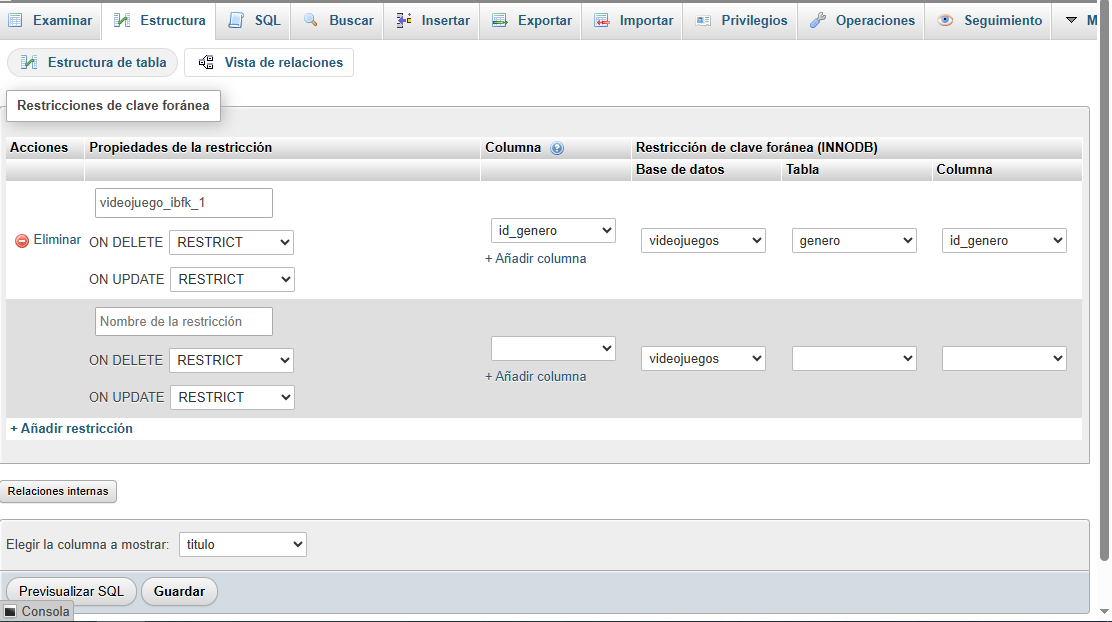 Examinar Estructura SQL Buscar Insertar Exportar Importar Privilegios Operaciones Seguimiento M
Estructura de tabla Vista de relaciones
Restricciones de clave foránea
Acciones Propiedades de la restricción Columna Restricción de clave foránea (INNODB)
Base de datos Tabla Columna
videojuego_ibfk_1
Eliminar ON DELETE RESTRICT id_genero videojuegos genero id_genero
+ Añadir columna
ON UPDATE RESTRICT
Nombre de la restricción
ON DELETE RESTRICT videojuegos
+ Añadir columna
ON UPDATE RESTRICT
+ Añadir restricción
Relaciones internas
Elegir la columna a mostrar: titulo
Previsualizar SQL Guardar
Consola